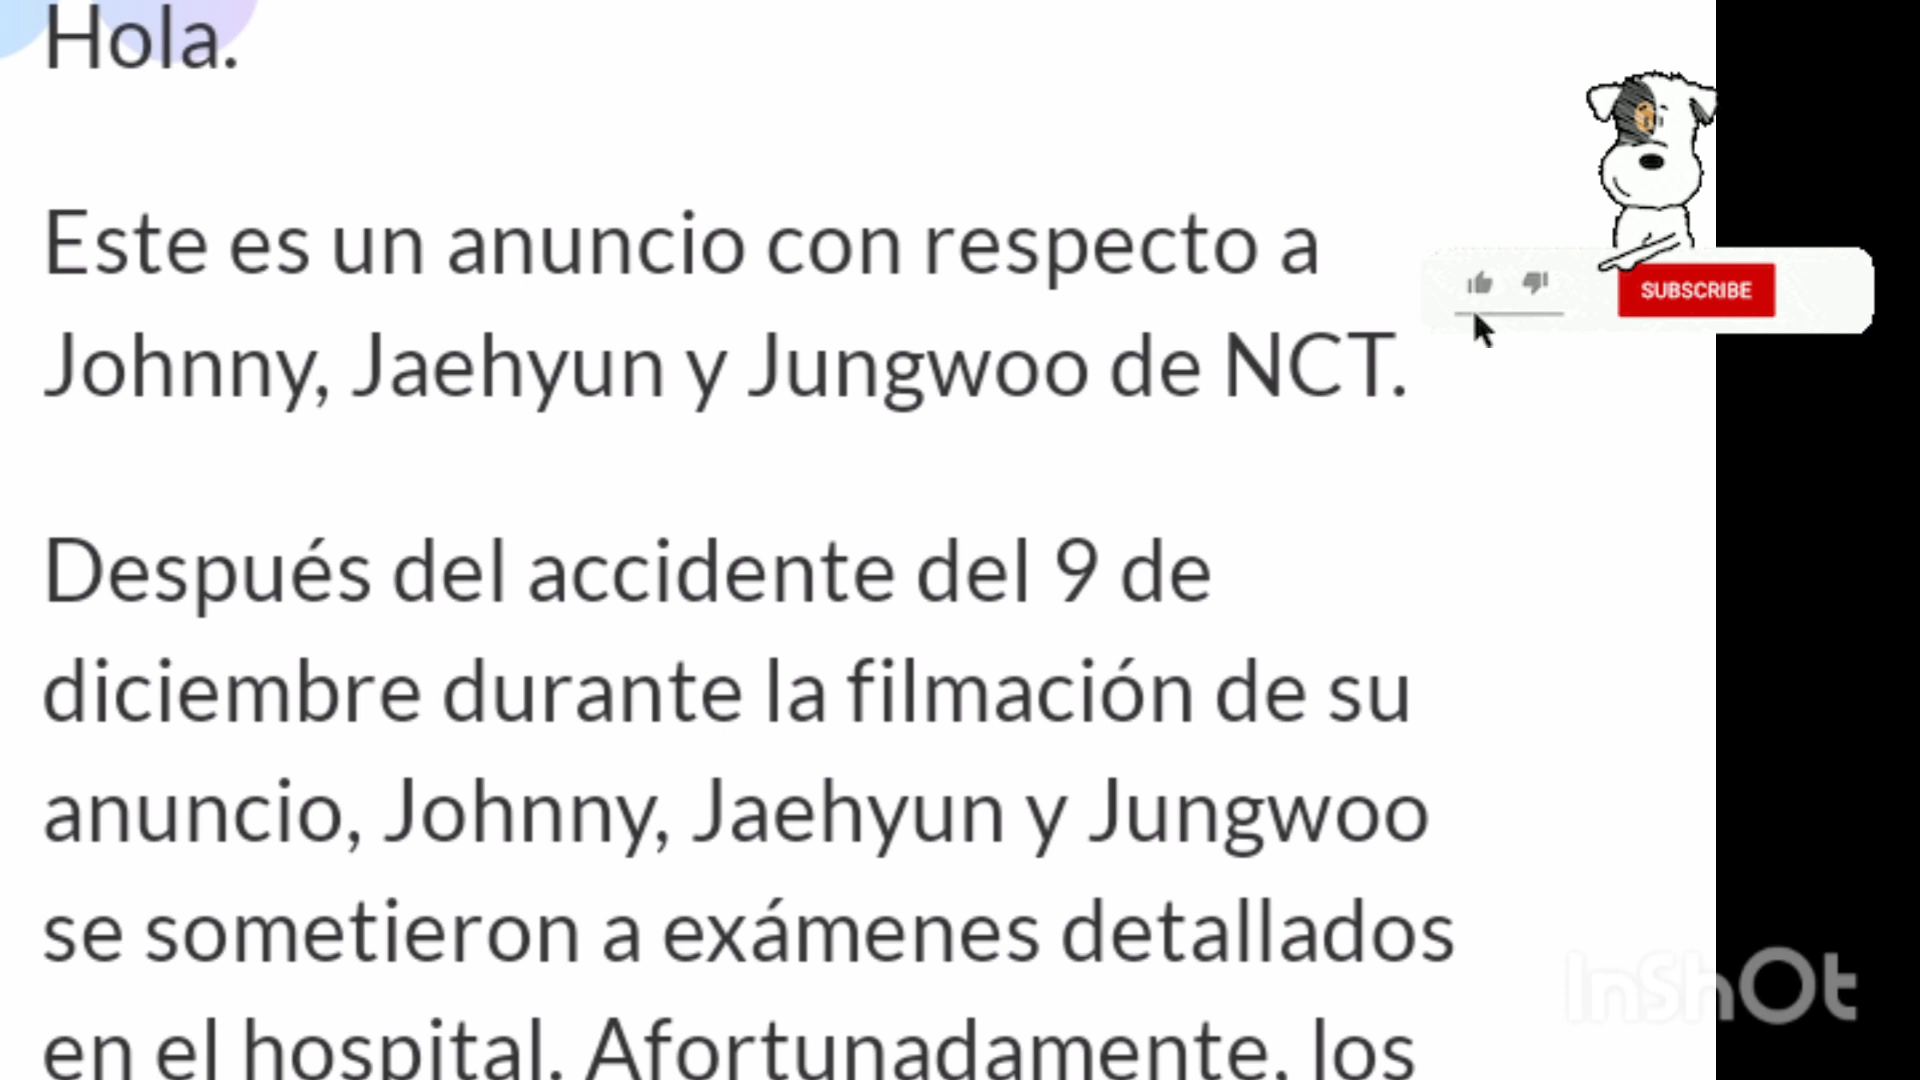 Hola.
Este es un anuncio con respecto a
Johnny, Jaehyun y Jungwoo de NCT.
SUBSCRIBE
Después del accidente del 9 de
diciembre durante la filmación de su
anuncio, Johnny, Jaehyun y Jungwoo
se sometieron a exámenes detallados
en el hospital. Afortunadamente, los
InShOt